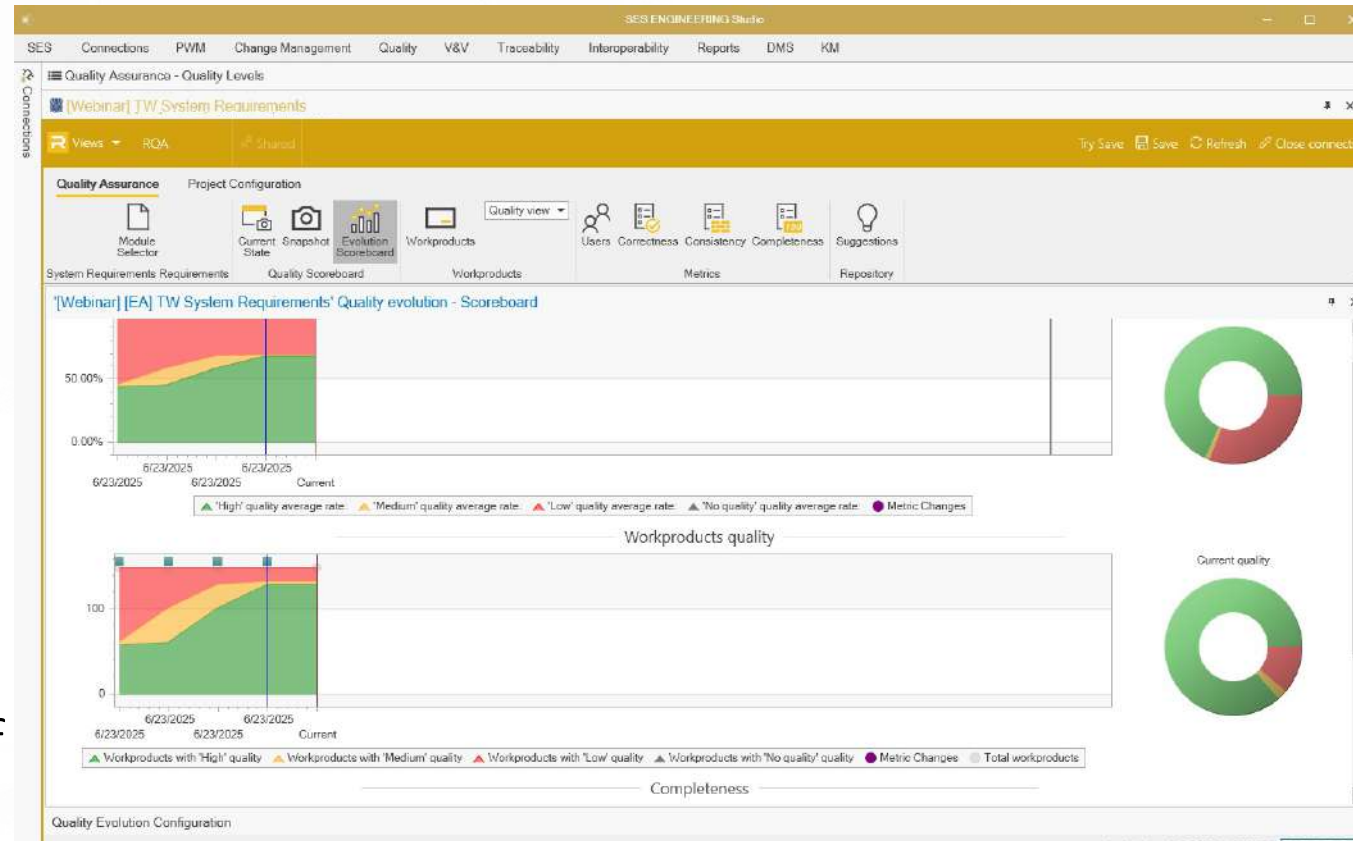 SES ENGINEERING Studio
SES Connections PWM Change Management Quality V&V Traceability Interoperability Reports DMS KM
Connections
Quality Assurance - Quality Levels
[Webinar] TW_System Requirements
Views RQA Shared Try Save Save Refresh Close connect
Quality Assurance Project Configuration
Module Selector
Current State
Snapshot
Evolution Scoreboard
Workproducts
Quality view
Users
Correctness
Consistency
Completeness
Suggestions
System Requirements Requirements Quality Scoreboard Workproducts Metrics Repository
'[Webinar] [EA] TW System Requirements' Quality evolution - Scoreboard
50.00%
0.00%
6/23/2025 6/23/2025
6/23/2025 6/23/2025 Current
'High' quality average rate 'Medium' quality average rate 'Low' quality average rate 'No quality' quality average rate Metric Changes
Workproducts quality
Current quality
100
0
6/23/2025 6/23/2025
6/23/2025 6/23/2025 Current
Workproducts with 'High' quality Workproducts with 'Medium' quality Workproducts with 'Low' quality Workproducts with 'No quality' quality Metric Changes Total workproducts
Completeness
Quality Evolution Configuration